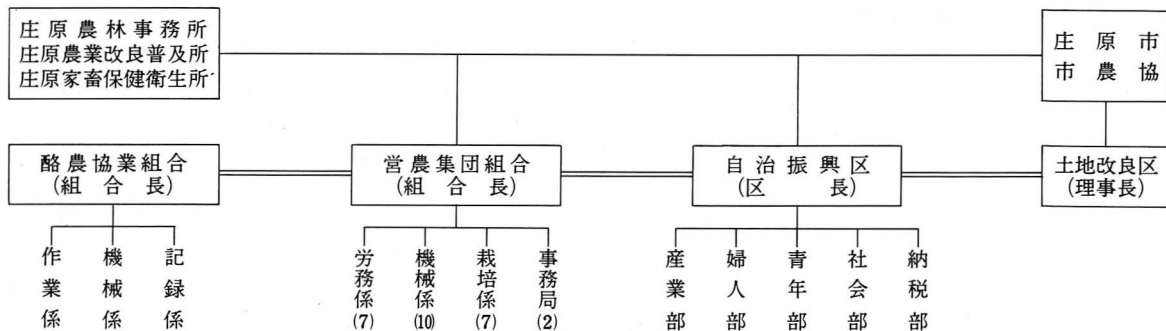 庄原農林事務所
庄原農業改良普及所
庄原家畜保健衛生所
庄原市
市農協
酪農協業組合
(組合長)
営農集団組合
(組合長)
自治振興区
(区長)
土地改良区
(理事長)
作業係
機械係
記録係
労務係(7)
機械係(10)
栽培係(7)
事務局(2)
産業部
婦人部
青年部
社会部
納税部